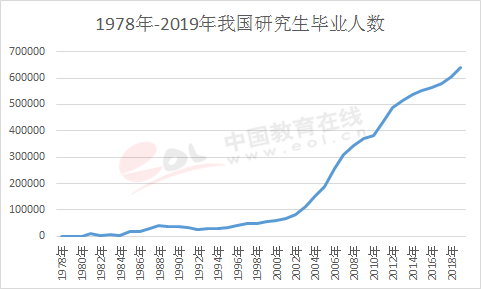 1978年-2019年我国研究生毕业人数
700000
600000
500000
400000
300000
200000
100000
0
eol 中国教育在线
www.eol.cn
1978年 1980年 1982年 1984年 1986年 1988年 1990年 1992年 1994年 1996年 1998年 2000年 2002年 2004年 2006年 2008年 2010年 2012年 2014年 2016年 2018年